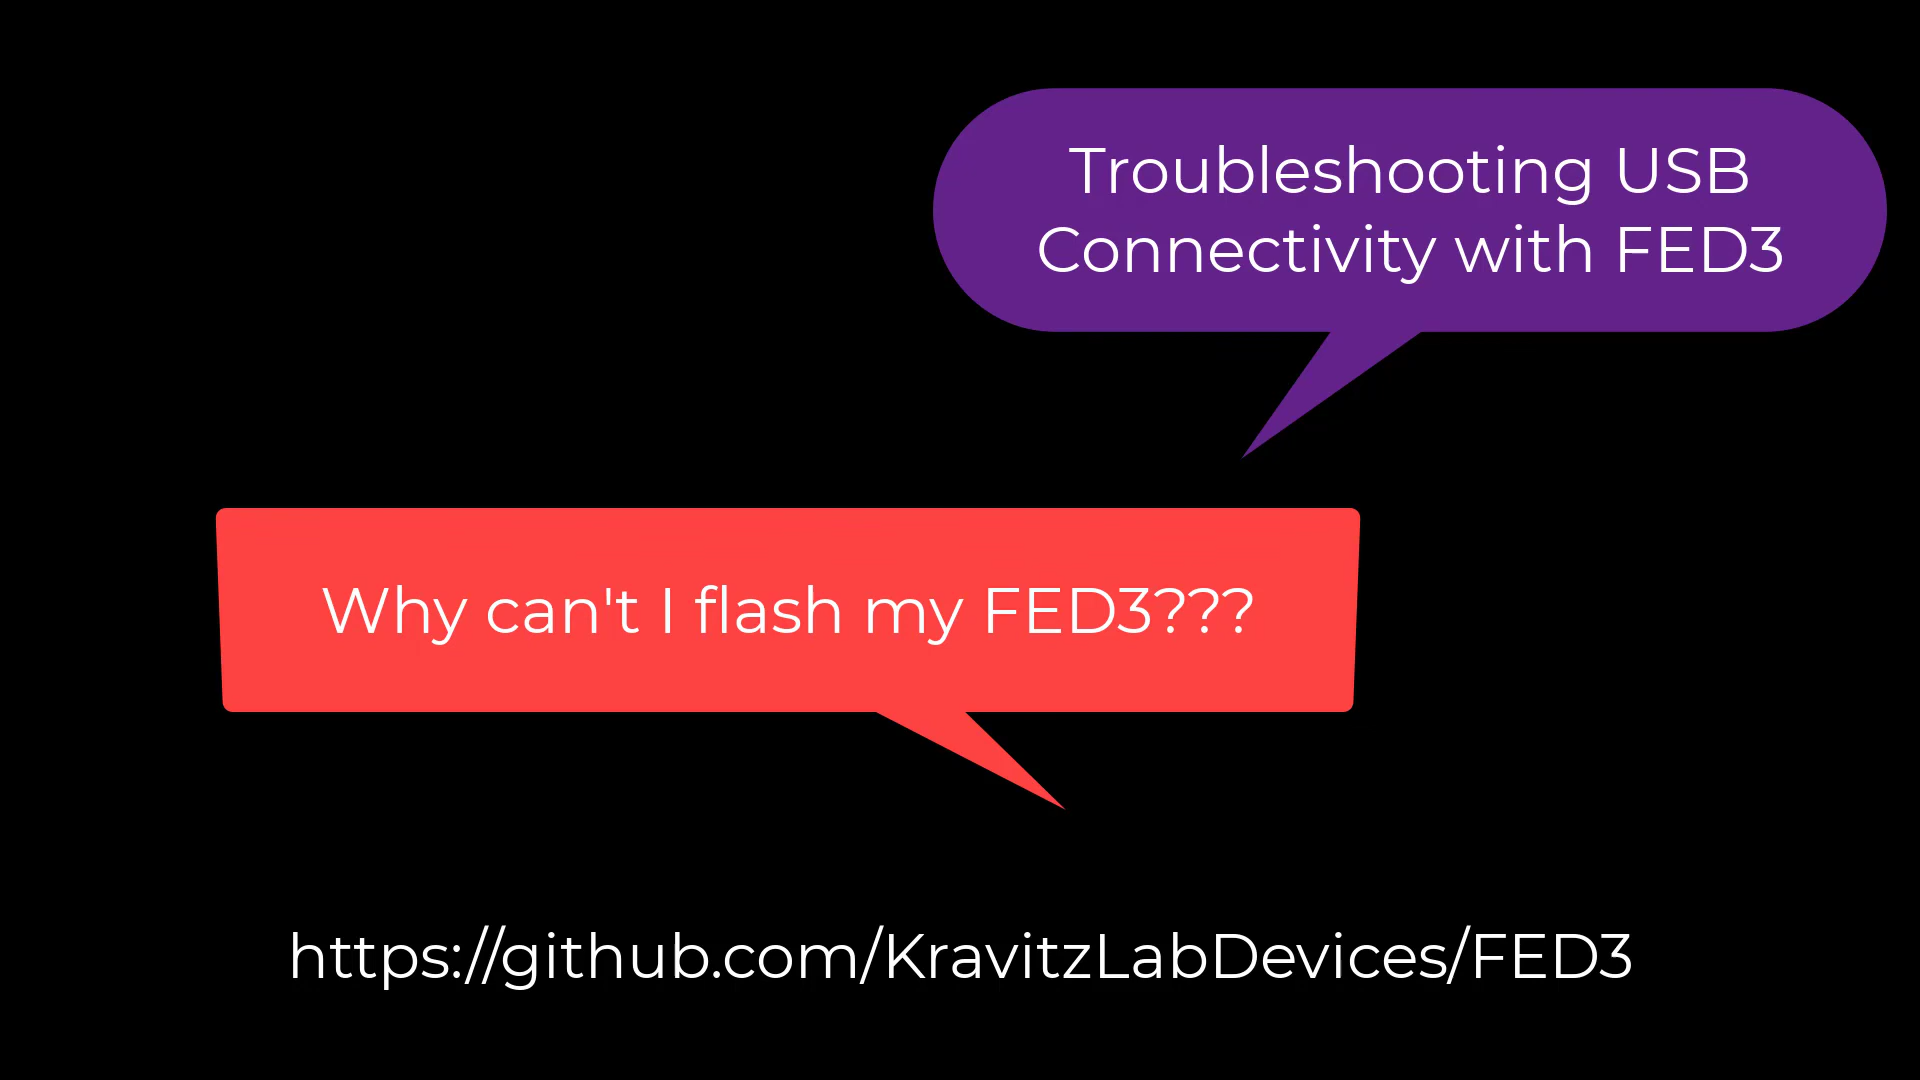 Troubleshooting USB
Connectivity with FED3
Why can't I flash my FED3???
https://github.com/KravitzLabDevices/FED3